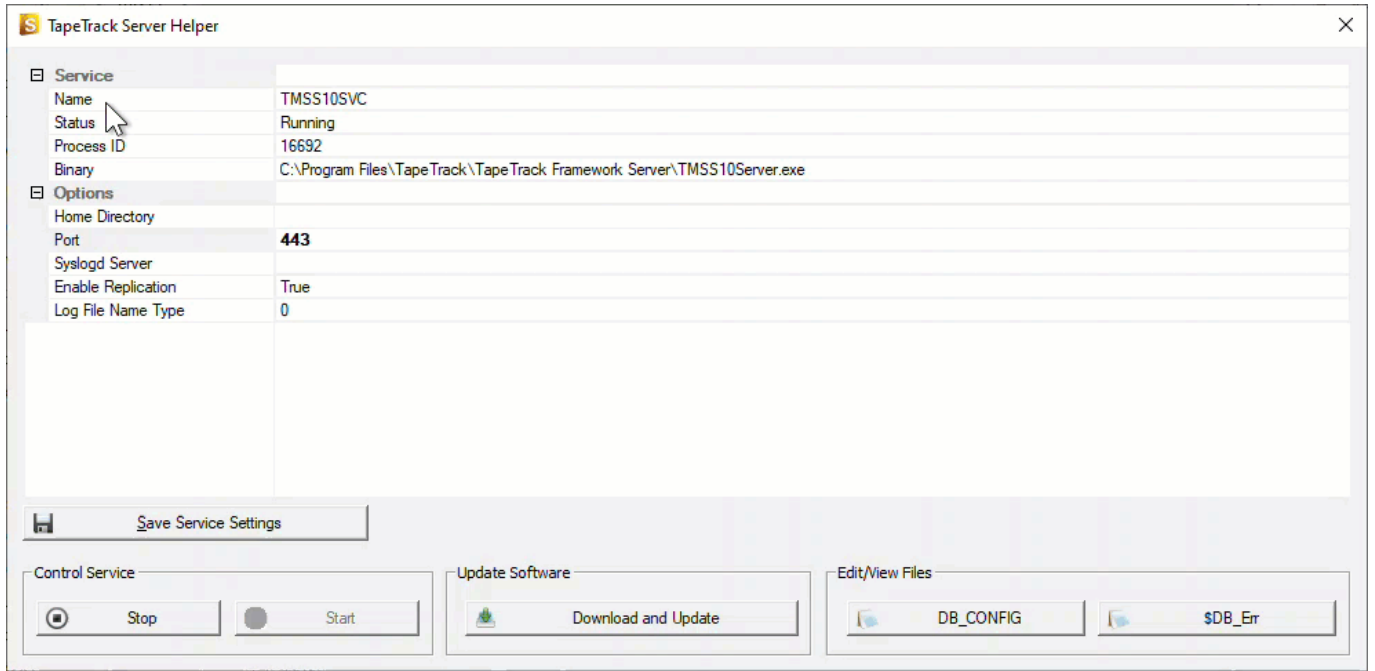 TapeTrack Server Helper
Service
Name TMSS10SVC
Status Running
Process ID 16692
Binary C:\Program Files\TapeTrack\TapeTrack Framework Server\TMSS10Server.exe
Options
Home Directory
Port 443
Syslogd Server
Enable Replication True
Log File Name Type 0
Save Service Settings
Control Service Update Software Edit/View Files
Stop Start Download and Update DB_CONFIG $DB_Err